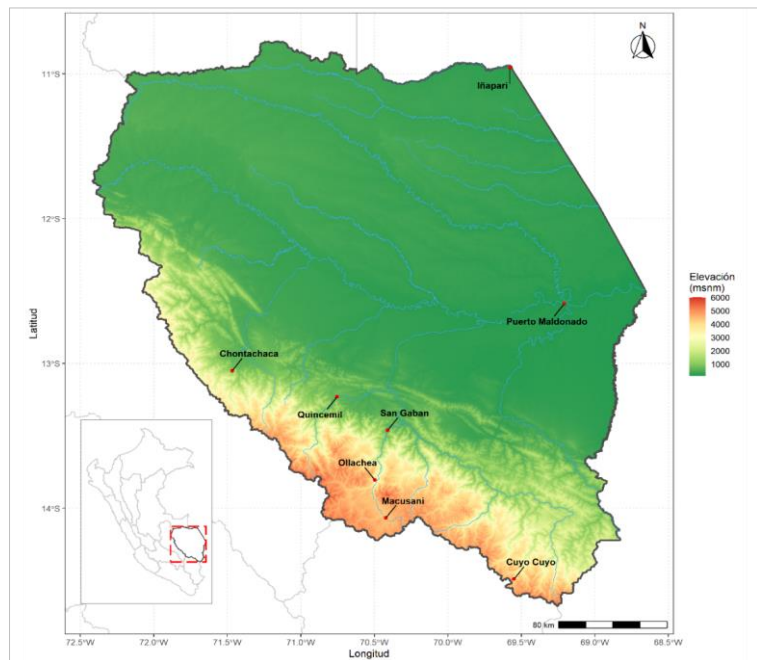 N
11°S
Iñapari
12°S
Elevación
(msnm)
6000
5000
4000
3000
2000
1000
Puerto Maldonado
Latitud
13°S
Chontachaca
Quincemil
San Gaban
Ollachea
14°S
Macusani
Cuyo Cuyo
80 km
72.5°W
72.0°W
71.5°W
71.0°W
70.5°W
70.0°W
69.5°W
69.0°W
68.5°W
Longitud